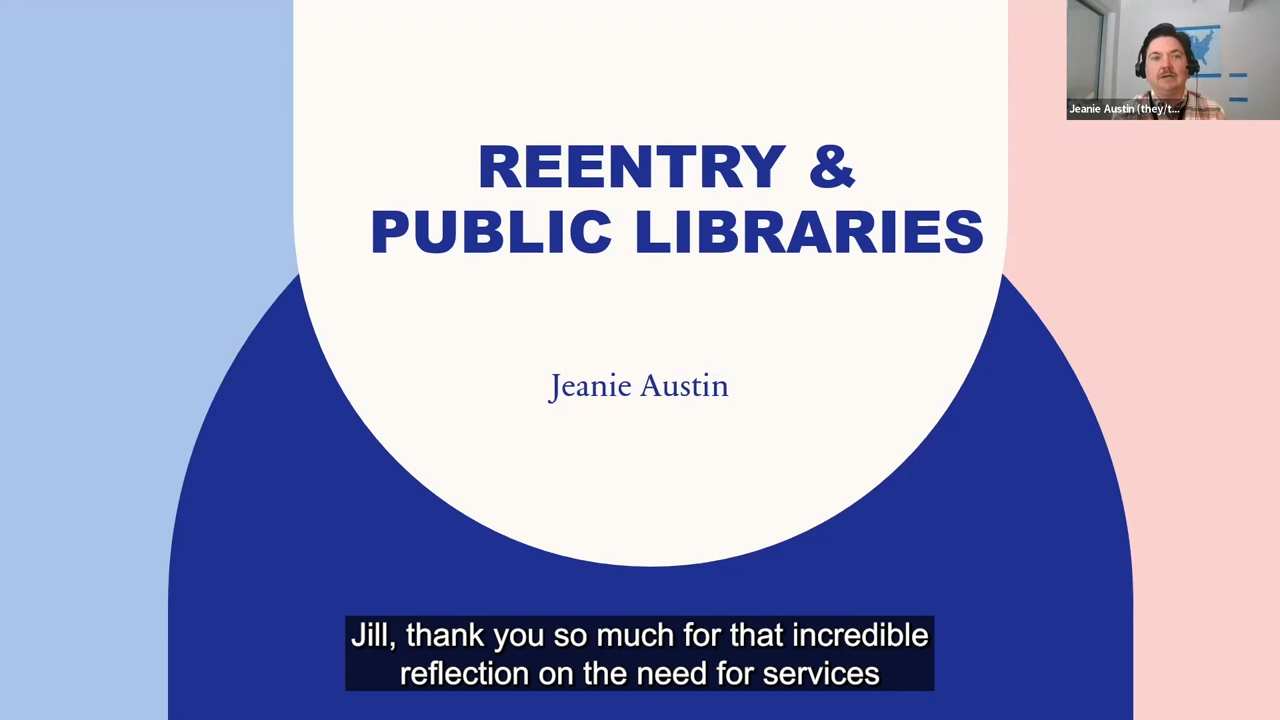 REENTRY &
PUBLIC LIBRARIES
Jeanie Austin
Jeanie Austin (they/t...
Jill, thank you so much for that incredible
reflection on the need for services